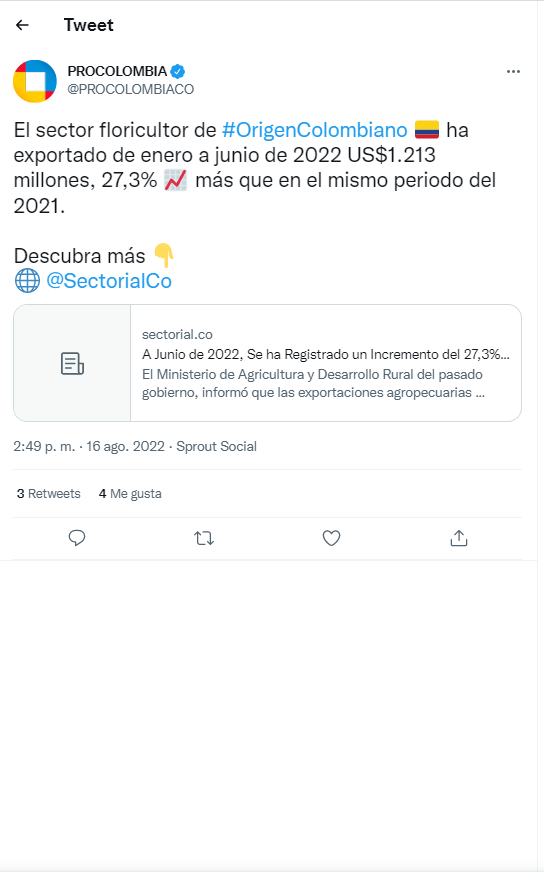 Tweet
PROCOLOMBIA
@PROCOLOMBIACO
El sector floricultor de #OrigenColombiano 🇨🇴 ha
exportado de enero a junio de 2022 US$1.213
millones, 27,3% 📈 más que en el mismo periodo del
2021.
Descubra más 👇
🌐 @SectorialCo
sectorial.co
A Junio de 2022, Se ha Registrado un Incremento del 27,3%...
El Ministerio de Agricultura y Desarrollo Rural del pasado
gobierno, informó que las exportaciones agropecuarias ...
2:49 p. m. · 16 ago. 2022 · Sprout Social
3 Retweets 4 Me gusta